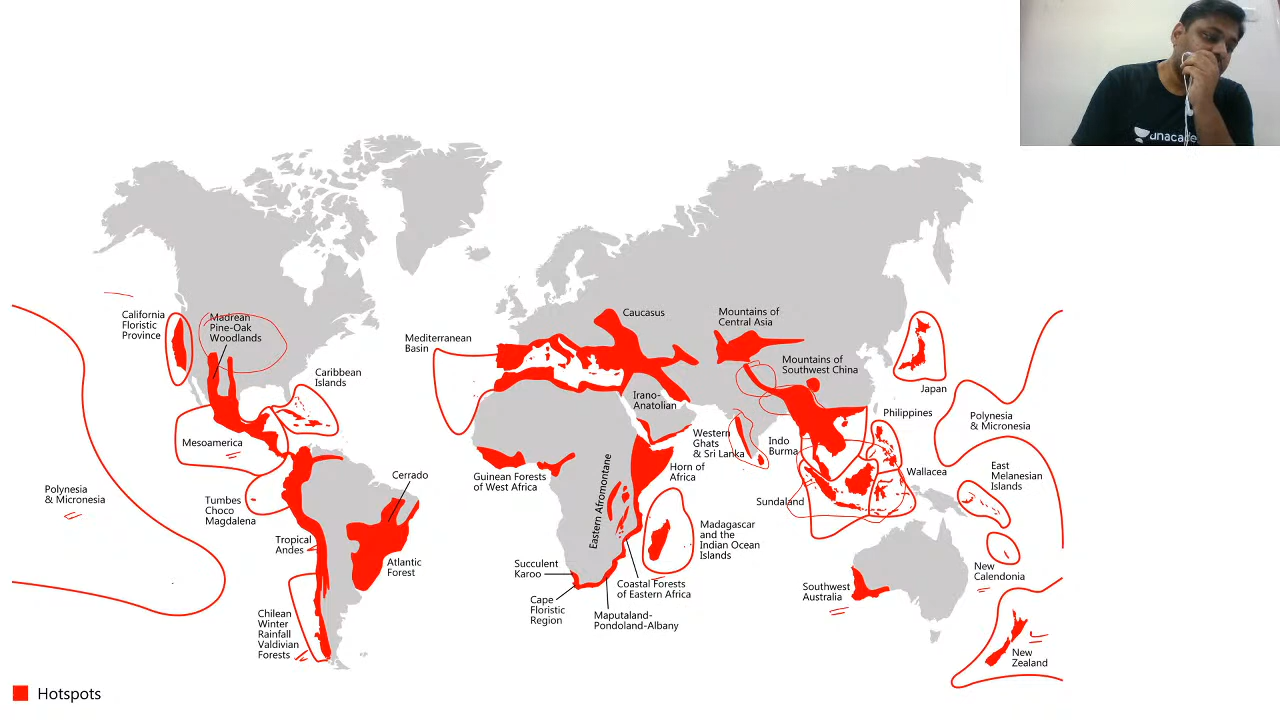 unacade
California
Floristic
Province
Madrean
Pine-Oak
Woodlands
Caribbean
Islands
Mesoamerica
Polynesia
& Micronesia
Tumbes
Choco
Magdalena
Tropical
Andes
Cerrado
Atlantic
Forest
Chilean
Winter
Rainfall
Valdivian
Forests
Mediterranean
Basin
Caucasus
Irano-
Anatolian
Guinean Forests
of West Africa
Eastern Afromontane
Horn of
Africa
Succulent
Karoo
Cape
Floristic
Region
Maputaland-
Pondoland-Albany
Coastal Forests
of Eastern Africa
Madagascar
and the
Indian Ocean
Islands
Mountains of
Central Asia
Mountains of
Southwest China
Western
Ghats
& Sri Lanka
Indo
Burma
Sundaland
Japan
Philippines
Wallacea
Polynesia
& Micronesia
East
Melanesian
Islands
New
Calendonia
Southwest
Australia
New
Zealand
Hotspots